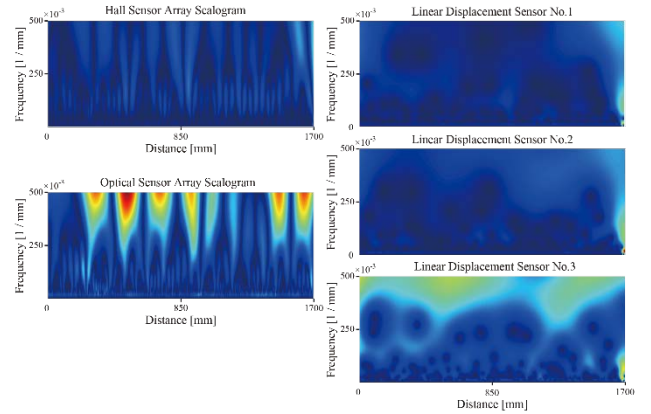 Hall Sensor Array Scalogram
×10⁻³
500
250
0
850
1700
Frequency [1 / mm]
Distance [mm]
Optical Sensor Array Scalogram
500
250
0
850
1700
Frequency [1 / mm]
Distance [mm]
Linear Displacement Sensor No.1
×10⁻³
500
250
0
Frequency [1 / mm]
Linear Displacement Sensor No.2
×10⁻³
500
250
0
Frequency [1 / mm]
Linear Displacement Sensor No.3
×10⁻³
500
250
0
850
1700
Frequency [1 / mm]
Distance [mm]